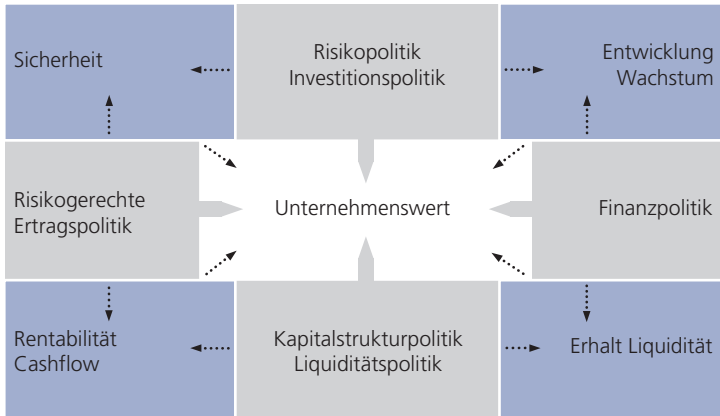 Sicherheit
Risikopolitik
Investitionspolitik
Entwicklung
Wachstum
Risikogerechte
Ertragspolitik
Unternehmenswert
Finanzpolitik
Rentabilität
Cashflow
Kapitalstrukturpolitik
Liquiditätspolitik
Erhalt Liquidität